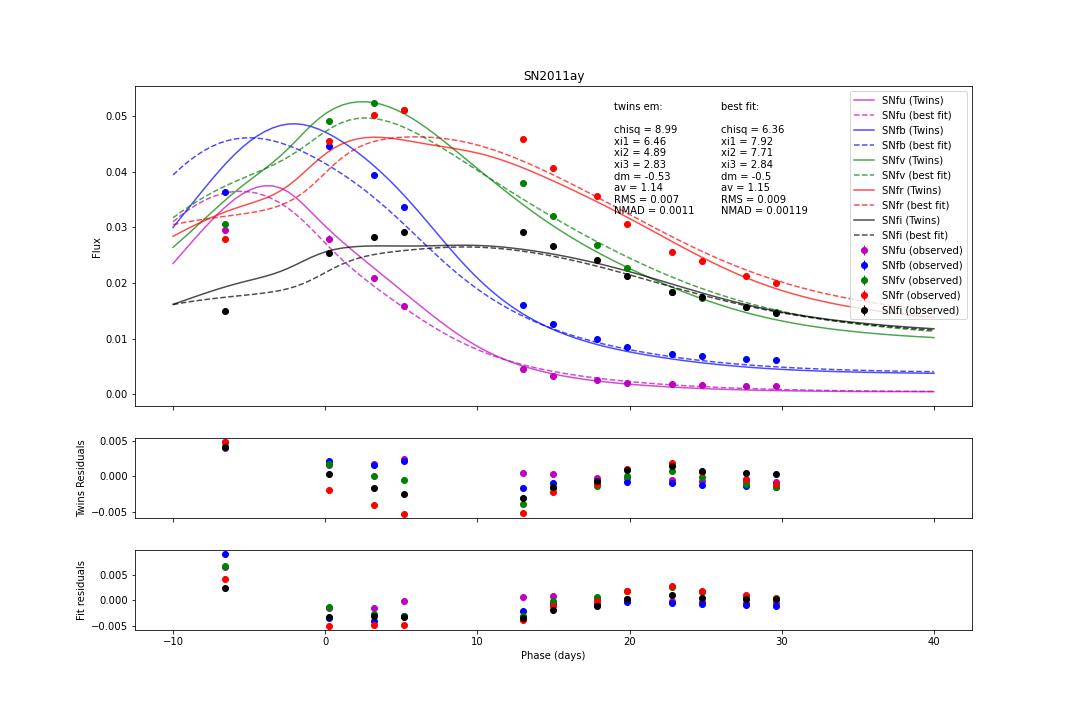 SN2011ay
Flux
0.05
0.04
0.03
0.02
0.01
0.00
twins em:
chisq = 8.99
xi1 = 6.46
xi2 = 4.89
xi3 = 2.83
dm = -0.53
av = 1.14
RMS = 0.007
NMAD = 0.0011
best fit:
chisq = 6.36
xi1 = 7.92
xi2 = 7.71
xi3 = 2.84
dm = -0.5
av = 1.15
RMS = 0.009
NMAD = 0.00119
SNfu (Twins)
SNfu (best fit)
SNfb (Twins)
SNfb (best fit)
SNfv (Twins)
SNfv (best fit)
SNfr (Twins)
SNfr (best fit)
SNfi (Twins)
SNfi (best fit)
SNfu (observed)
SNfb (observed)
SNfv (observed)
SNfr (observed)
SNfi (observed)
Twins Residuals
0.005
0.000
−0.005
Fit residuals
0.005
0.000
−0.005
−10 0 10 20 30 40
Phase (days)